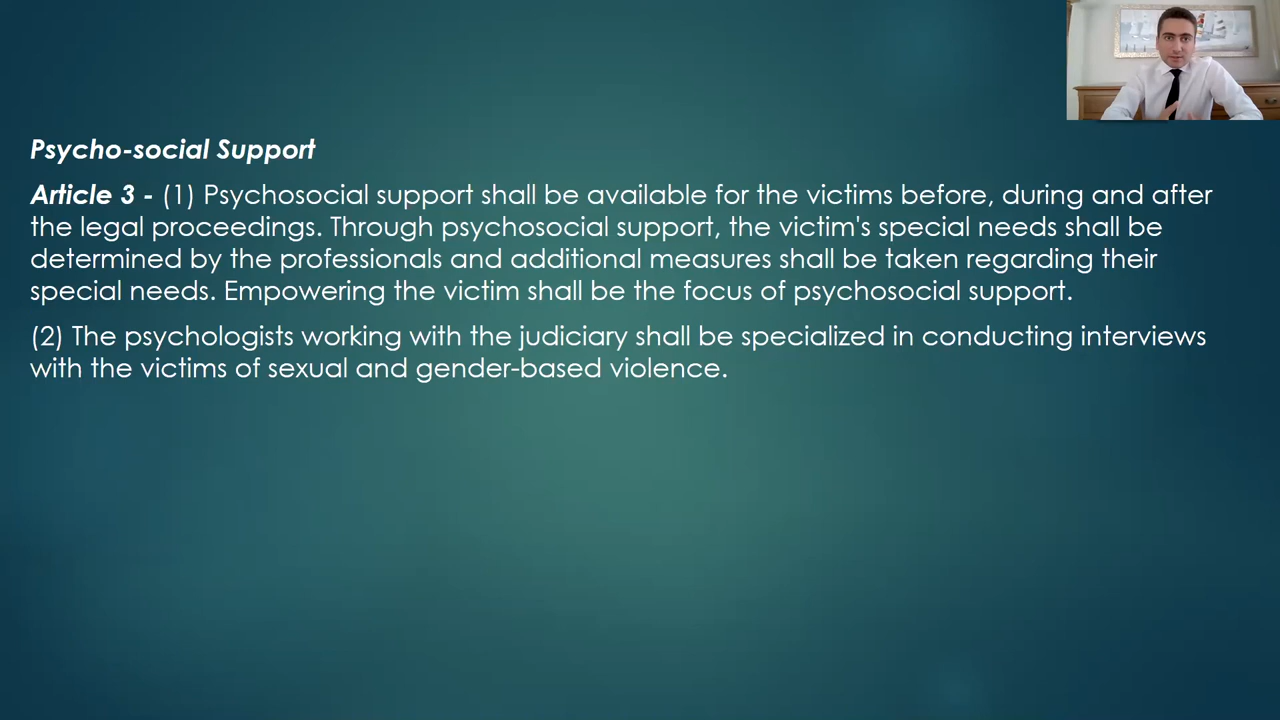 Psycho-social Support
Article 3 - (1) Psychosocial support shall be available for the victims before, during and after
the legal proceedings. Through psychosocial support, the victim's special needs shall be
determined by the professionals and additional measures shall be taken regarding their
special needs. Empowering the victim shall be the focus of psychosocial support.
(2) The psychologists working with the judiciary shall be specialized in conducting interviews
with the victims of sexual and gender-based violence.